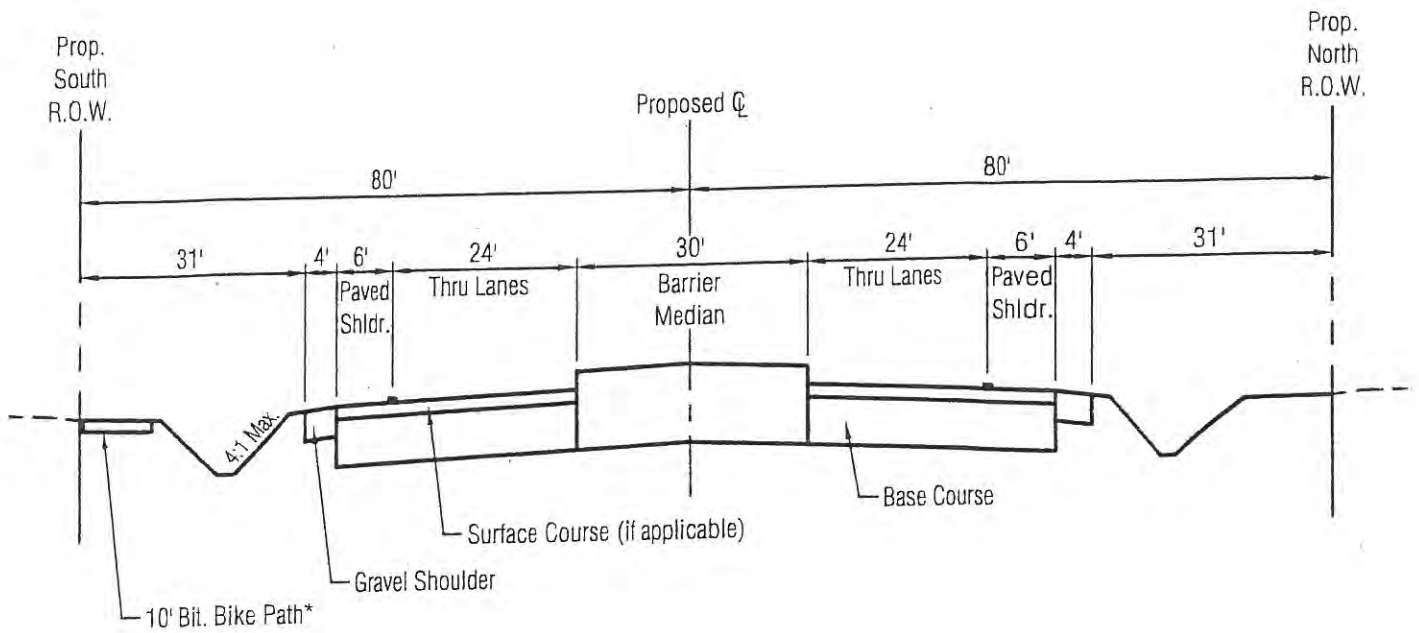 Prop.
South
R.O.W.
Prop.
North
R.O.W.
Proposed ℄
80'
80'
31'
4'
6'
24'
30'
24'
6'
4'
31'
Paved
Shldr.
Thru Lanes
Barrier
Median
Thru Lanes
Paved
Shldr.
4:1 Max.
Base Course
Surface Course (if applicable)
Gravel Shoulder
10' Bit. Bike Path*